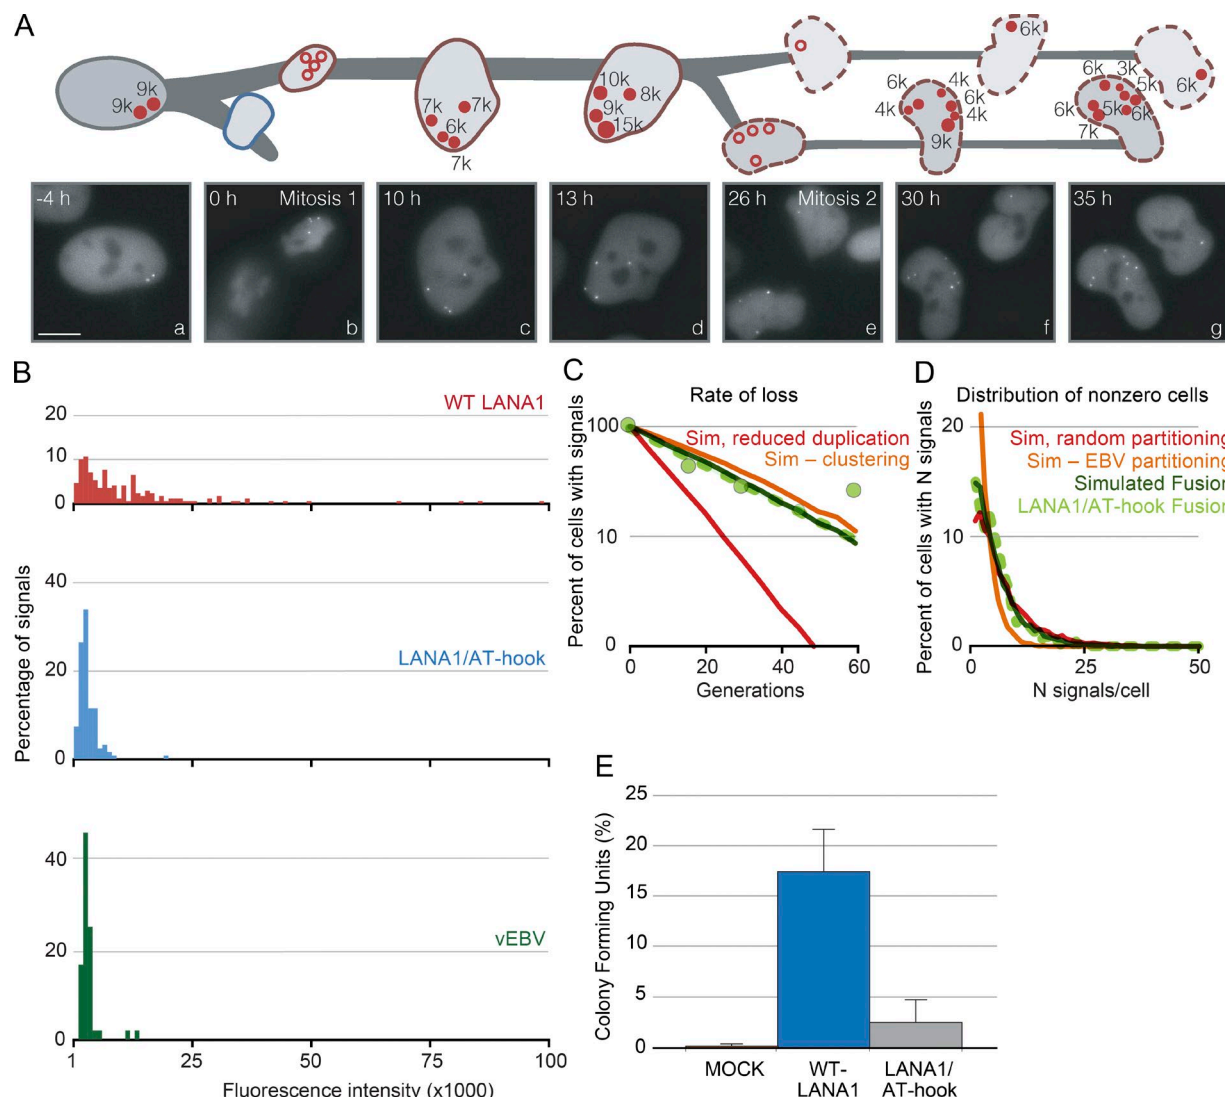 A
9k
9k
7k
7k
6k
7k
10k
8k
9k
15k
6k
6k
4k
6k
4k
4k
9k
6k
3k
5k
6k
5k
6k
7k
6k
-4 h
a
0 h
Mitosis 1
b
10 h
c
13 h
d
26 h
Mitosis 2
e
30 h
f
35 h
g
B
Percentage of signals
20
10
0
WT LANA1
40
20
0
LANA1/AT-hook
40
20
0
vEBV
1
25
50
75
100
Fluorescence intensity (x1000)
C
Rate of loss
Percent of cells with signals
100
10
0
Sim, reduced duplication
Sim – clustering
0
20
40
60
Generations
D
Distribution of nonzero cells
Percent of cells with N signals
20
10
0
Sim, random partitioning
Sim – EBV partitioning
Simulated Fusion
LANA1/AT-hook Fusion
0
25
50
N signals/cell
E
Colony Forming Units (%)
25
20
15
10
5
0
MOCK
WT-
LANA1
LANA1/
AT-hook